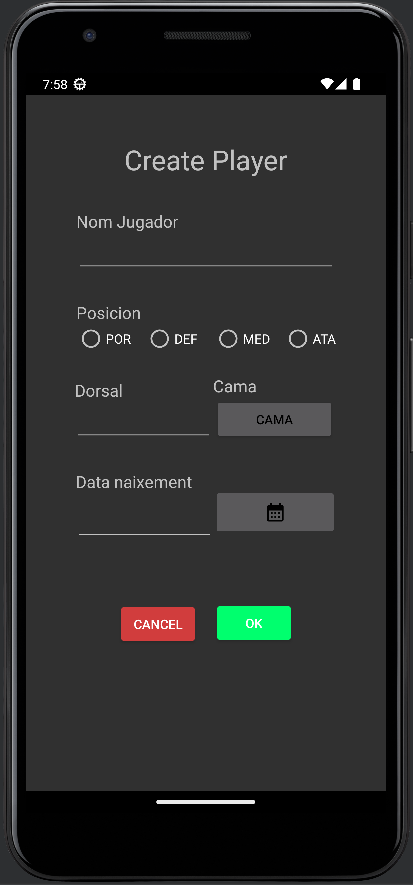 7:58
Create Player
Nom Jugador
Posicion
POR DEF MED ATA
Dorsal Cama
CAMA
Data naixement
CANCEL OK